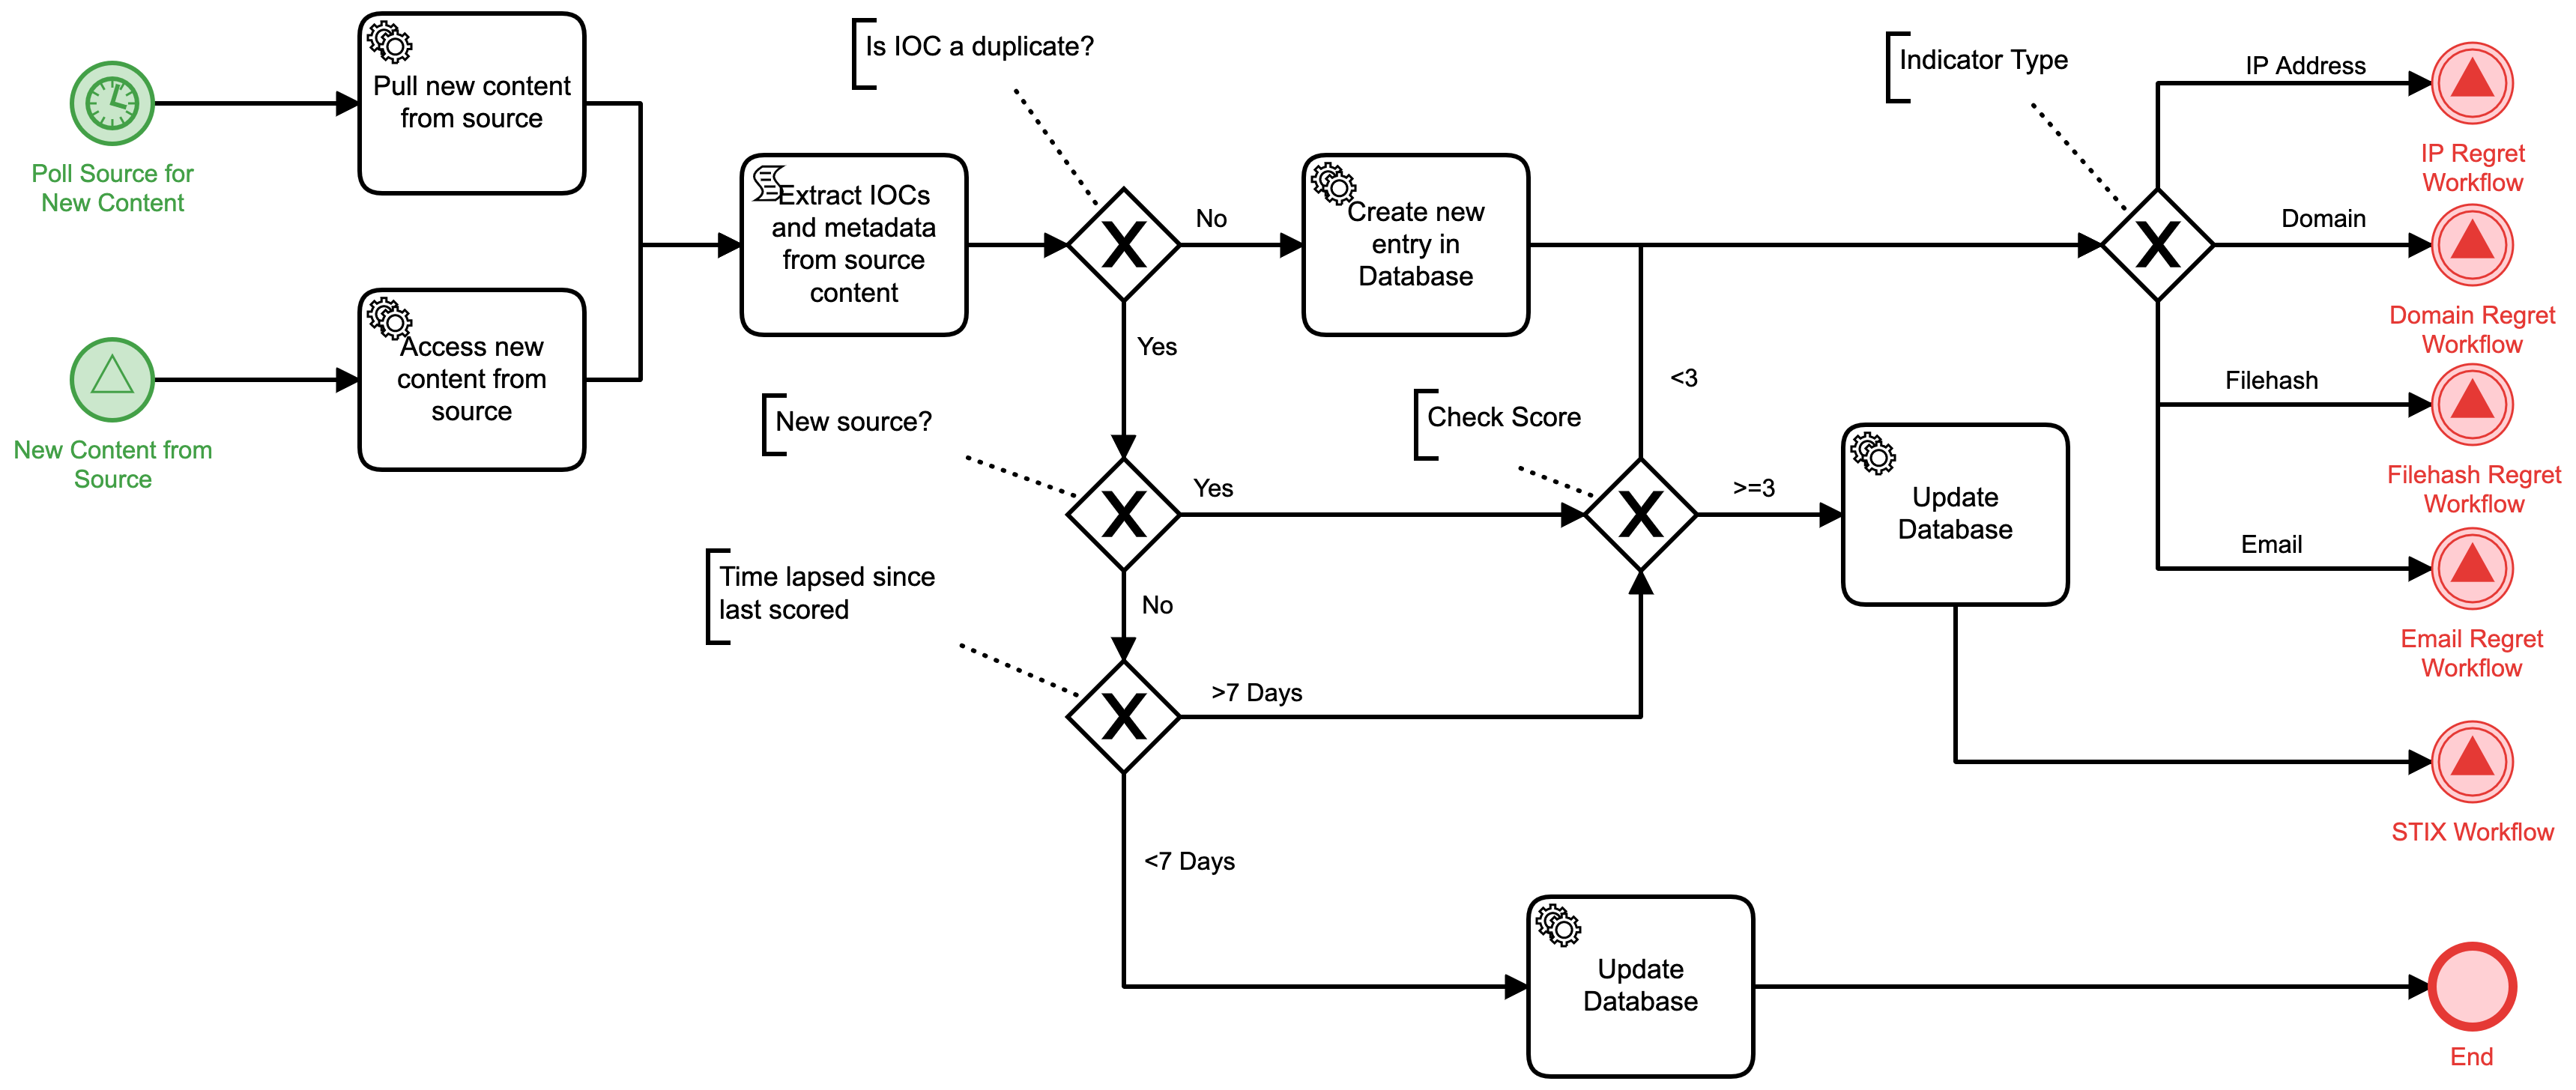 Poll Source for
New Content
Pull new content
from source
New Content from
Source
Access new
content from
source
Extract IOCs
and metadata
from source
content
Is IOC a duplicate?
No
Yes
Create new
entry in
Database
New source?
Yes
No
Time lapsed since
last scored
>7 Days
<7 Days
Check Score
<3
>=3
Update
Database
Update
Database
Indicator Type
IP Address
IP Regret
Workflow
Domain
Domain Regret
Workflow
Filehash
Filehash Regret
Workflow
Email
Email Regret
Workflow
STIX Workflow
End